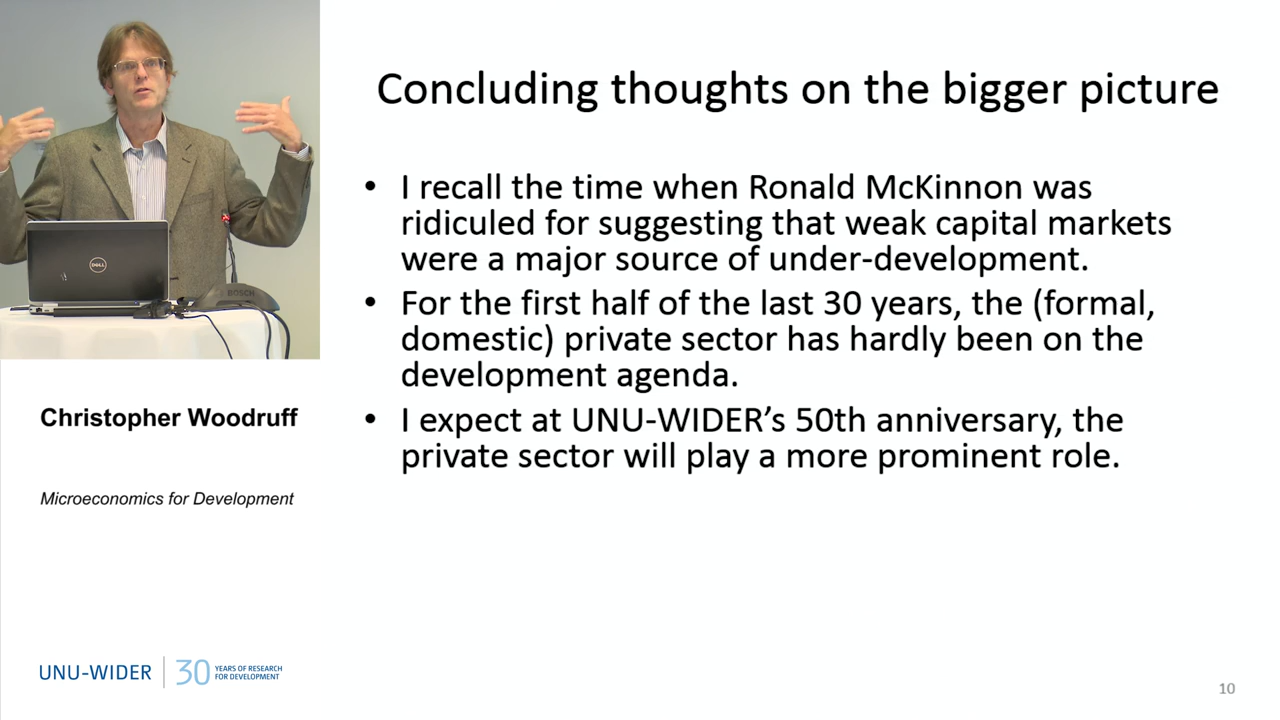 Concluding thoughts on the bigger picture
• I recall the time when Ronald McKinnon was
ridiculed for suggesting that weak capital markets
were a major source of under-development.
• For the first half of the last 30 years, the (formal,
domestic) private sector has hardly been on the
development agenda.
• I expect at UNU-WIDER’s 50th anniversary, the
private sector will play a more prominent role.
DELL
BOSCH
Christopher Woodruff
Microeconomics for Development
UNU-WIDER
30 YEARS OF RESEARCH
FOR DEVELOPMENT
10